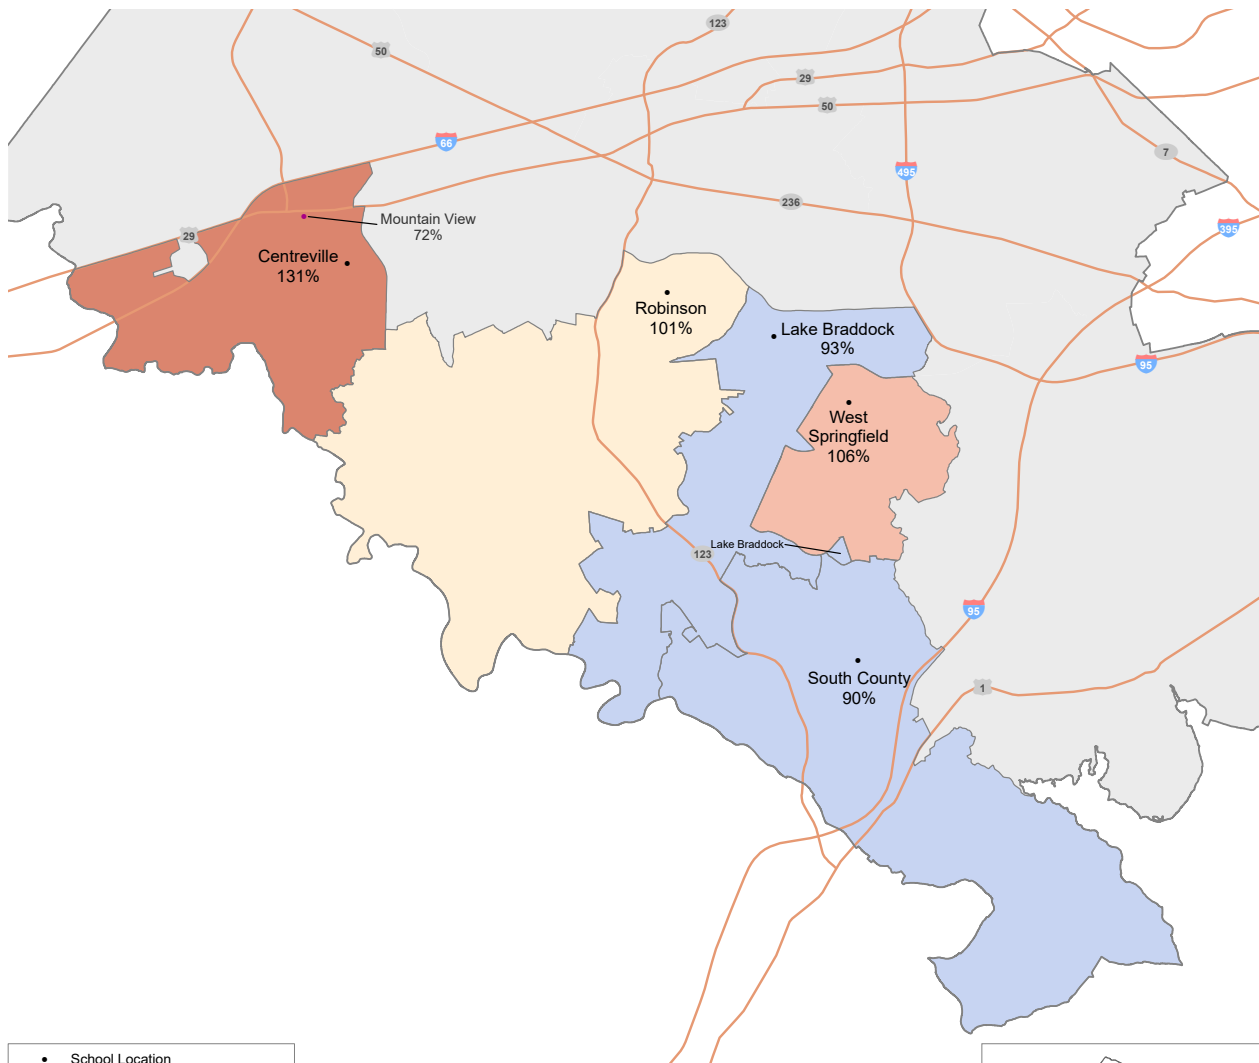 123
50
29
50
66
7
495
236
395
Mountain View
72%
29
Centreville
131%
Robinson
101%
Lake Braddock
93%
95
West
Springfield
106%
Lake Braddock
123
95
South County
90%
1
School Location